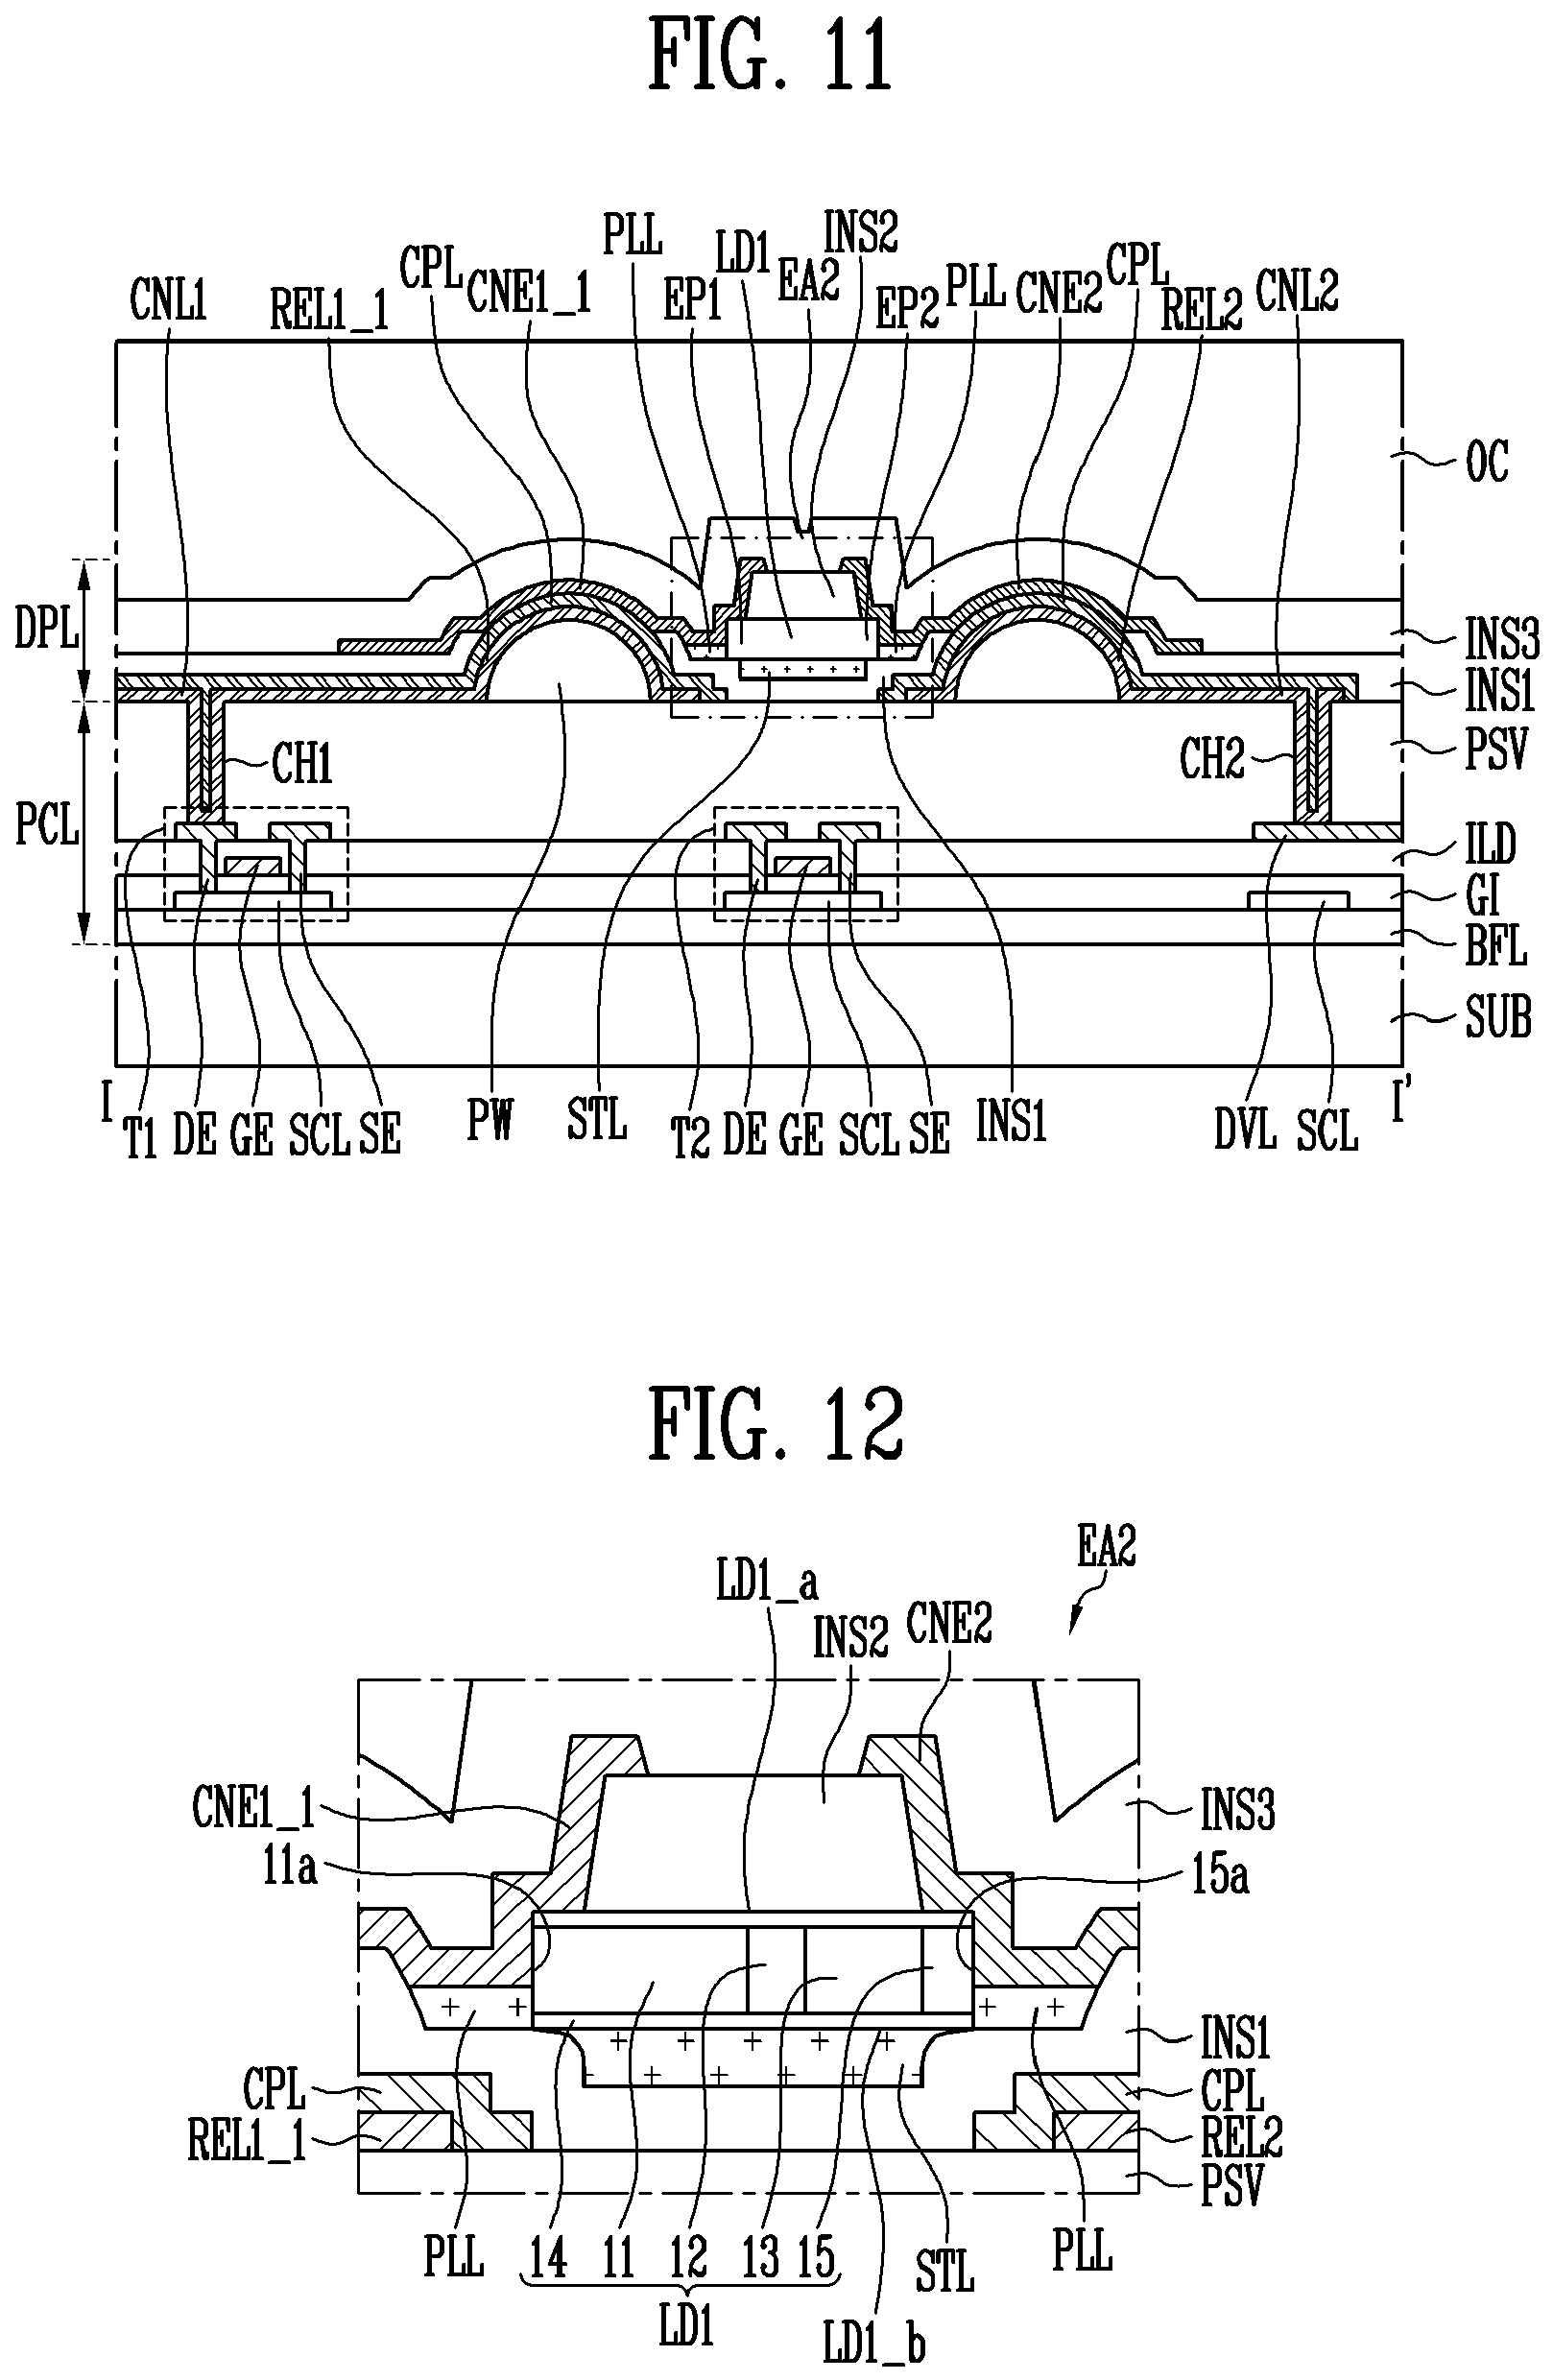 FIG. 11
PLL
LD1
INS2
CPL
EA2
CNL1
REL1_1
CNE1_1
EP1
EP2
PLL
CNE2
CPL
REL2
CNL2
OC
DPL
INS3
INS1
CH1
CH2
PSV
PCL
ILD
GI
BFL
SUB
I
I'
T1
DE
GE
SCL
SE
PW
STL
T2
DE
GE
SCL
SE
INS1
DVL
SCL
FIG. 12
EA2
LD1_a
INS2
CNE2
CNE1_1
INS3
11a
15a
INS1
CPL
CPL
REL1_1
REL2
PSV
PLL
14
11
12
13
15
STL
PLL
LD1
LD1_b